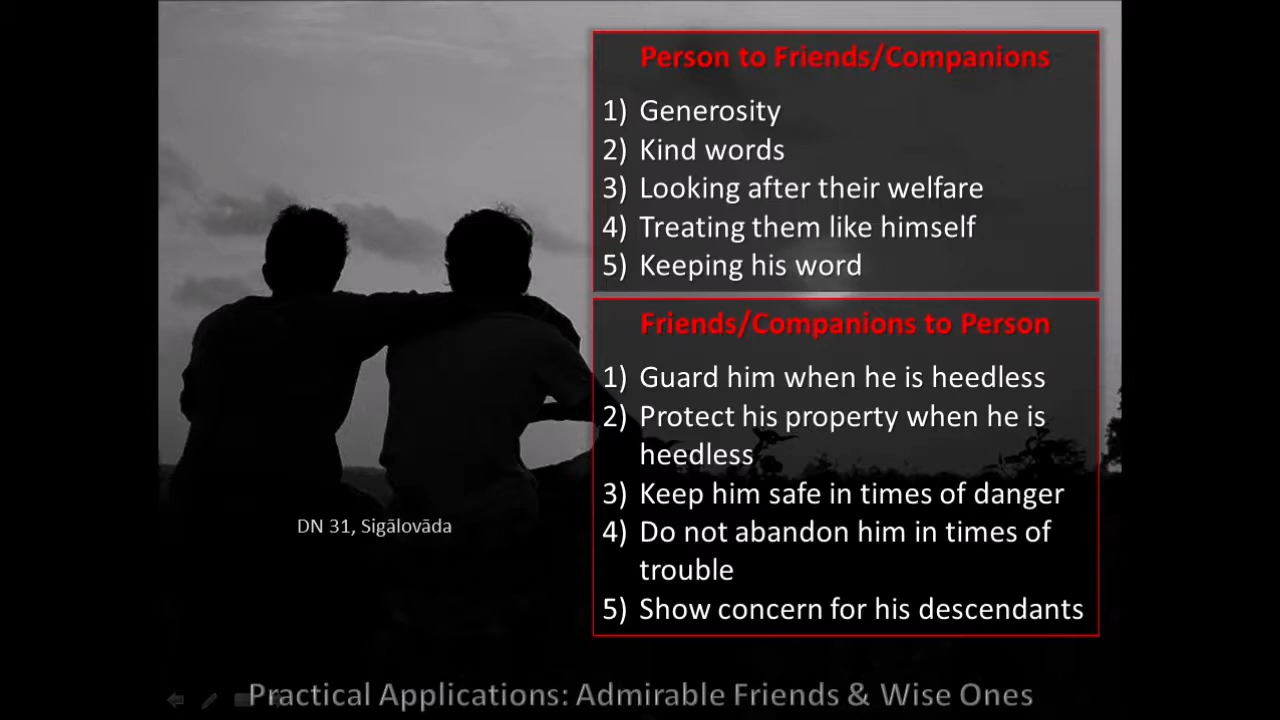 Person to Friends/Companions
1) Generosity
2) Kind words
3) Looking after their welfare
4) Treating them like himself
5) Keeping his word
Friends/Companions to Person
1) Guard him when he is heedless
2) Protect his property when he is
heedless
3) Keep him safe in times of danger
4) Do not abandon him in times of
trouble
5) Show concern for his descendants
DN 31, Sigālovāda
Practical Applications: Admirable Friends & Wise Ones